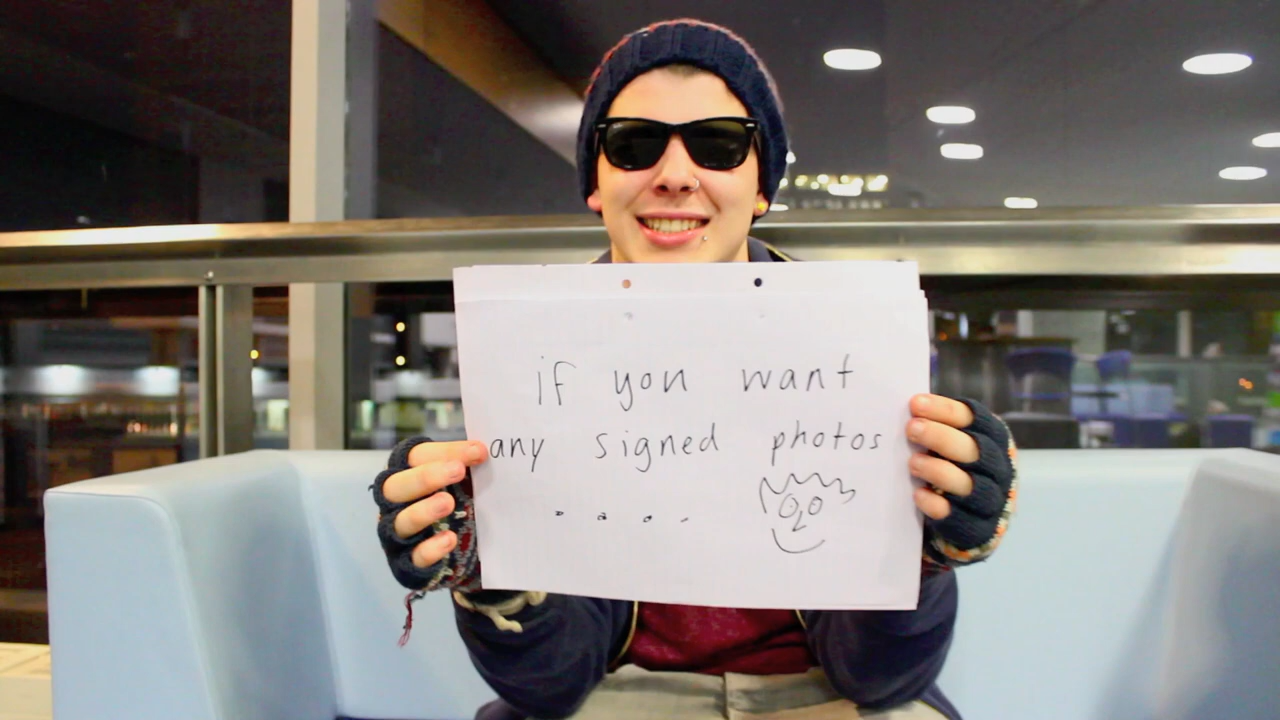 if you want
any signed photos
. . . .